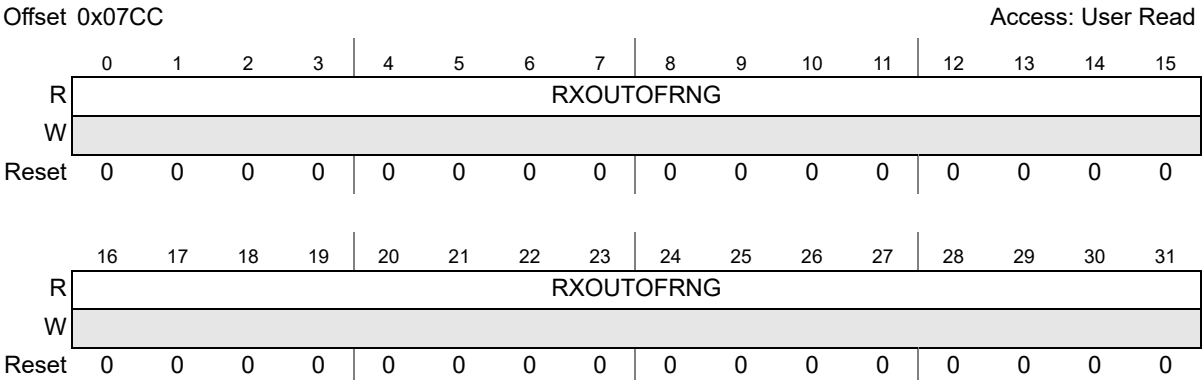 Offset 0x07CC Access: User Read
0 1 2 3 4 5 6 7 8 9 10 11 12 13 14 15
R RXOUTOFRNG
W
Reset 0 0 0 0 0 0 0 0 0 0 0 0 0 0 0 0
16 17 18 19 20 21 22 23 24 25 26 27 28 29 30 31
R RXOUTOFRNG
W
Reset 0 0 0 0 0 0 0 0 0 0 0 0 0 0 0 0